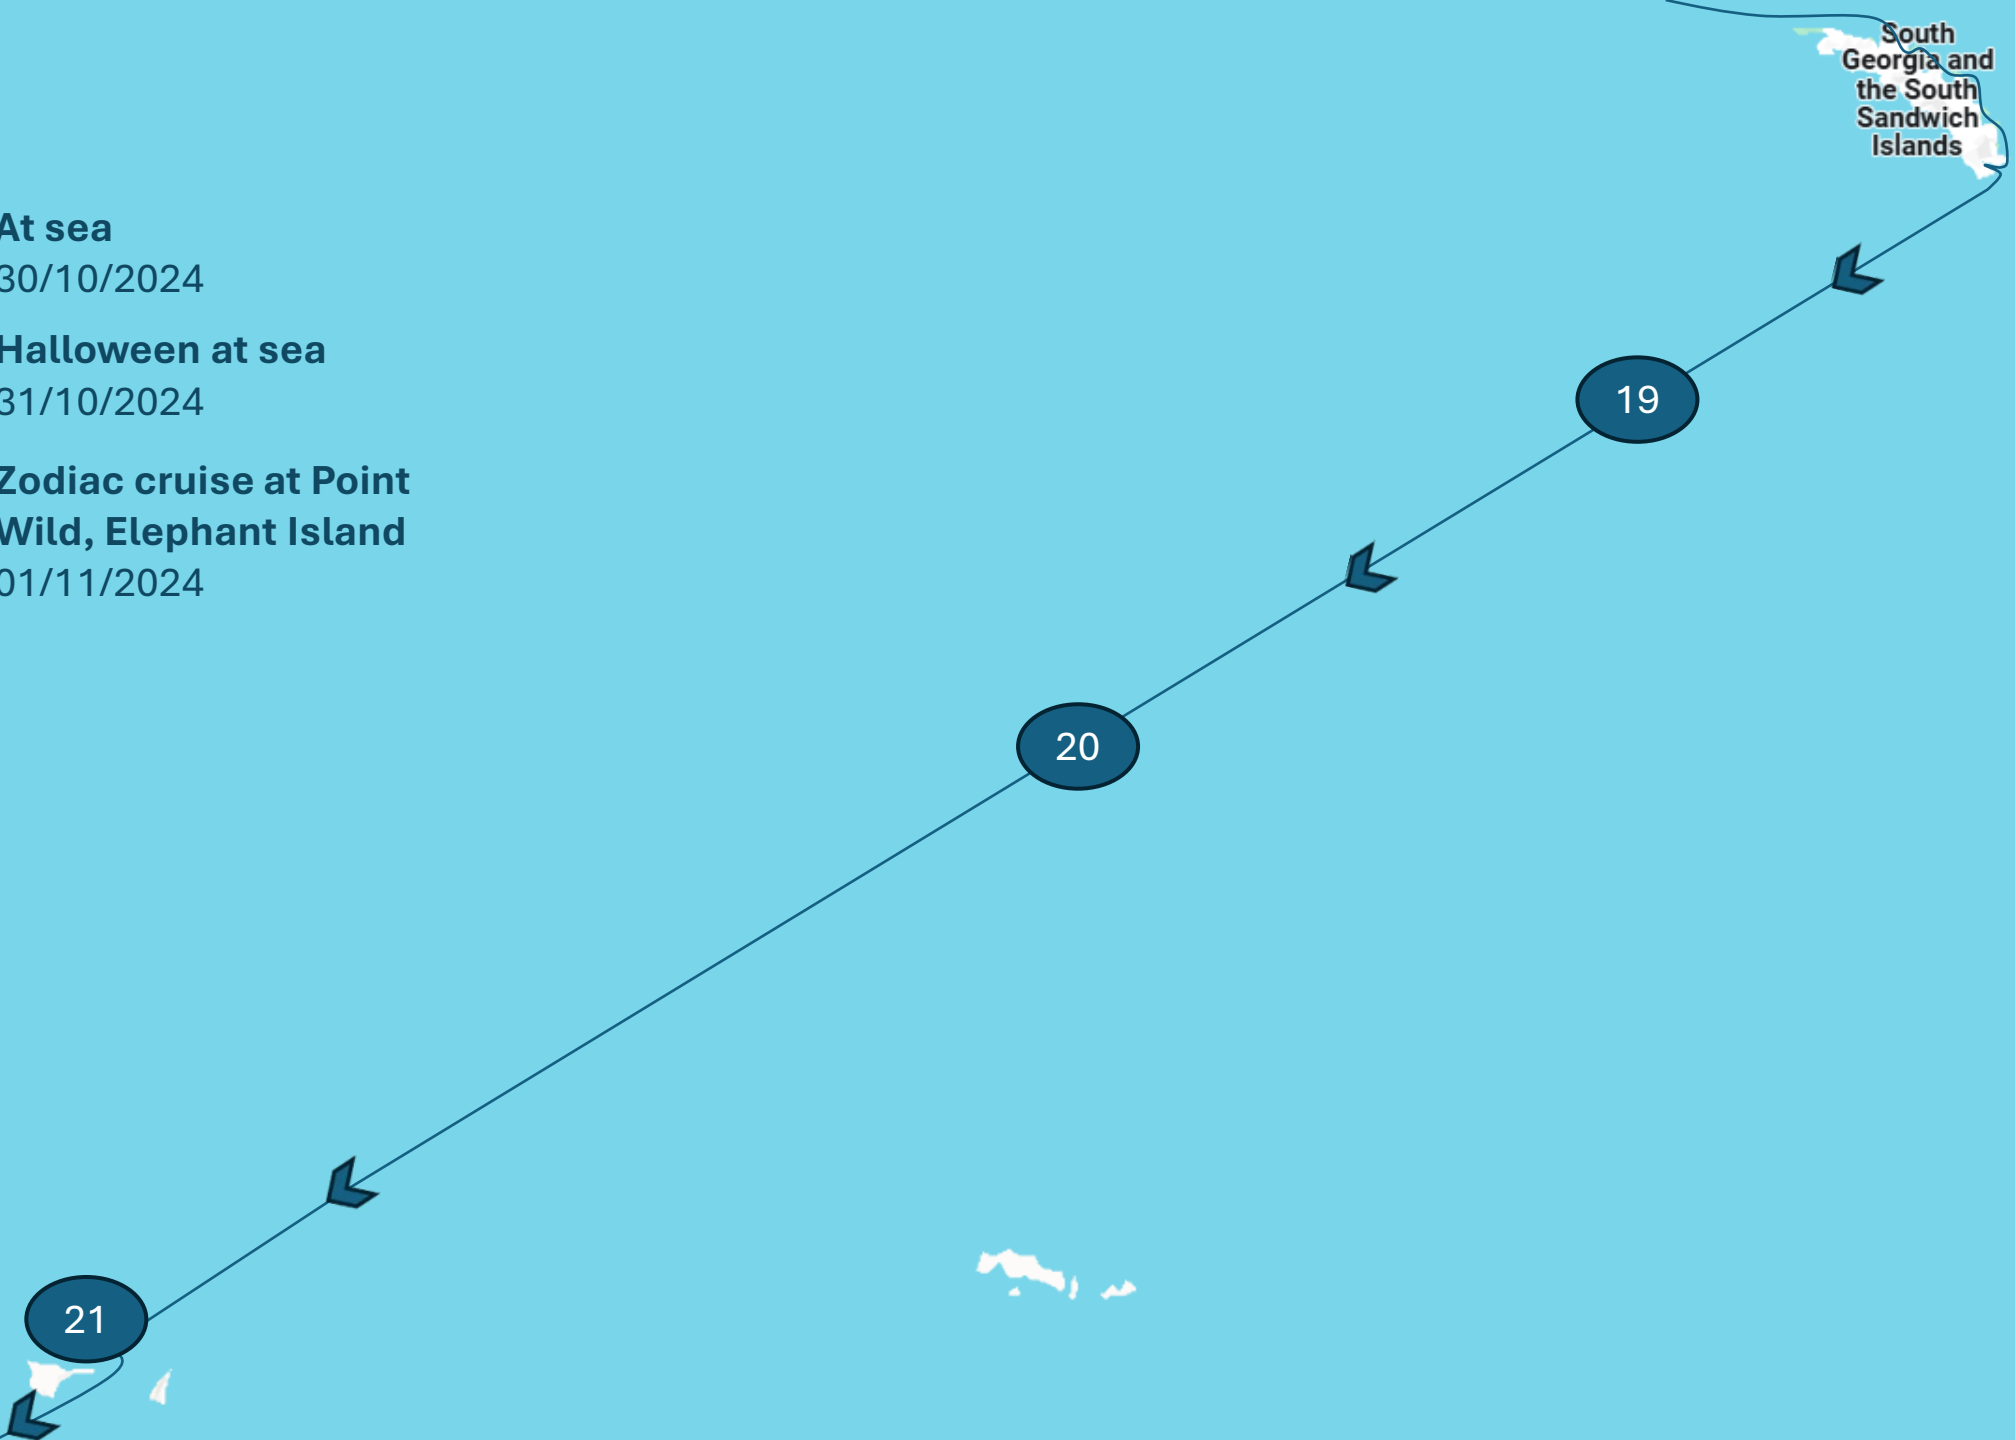 South
Georgia and
the South
Sandwich
Islands
At sea
30/10/2024
Halloween at sea
31/10/2024
Zodiac cruise at Point
Wild, Elephant Island
01/11/2024
19
20
21